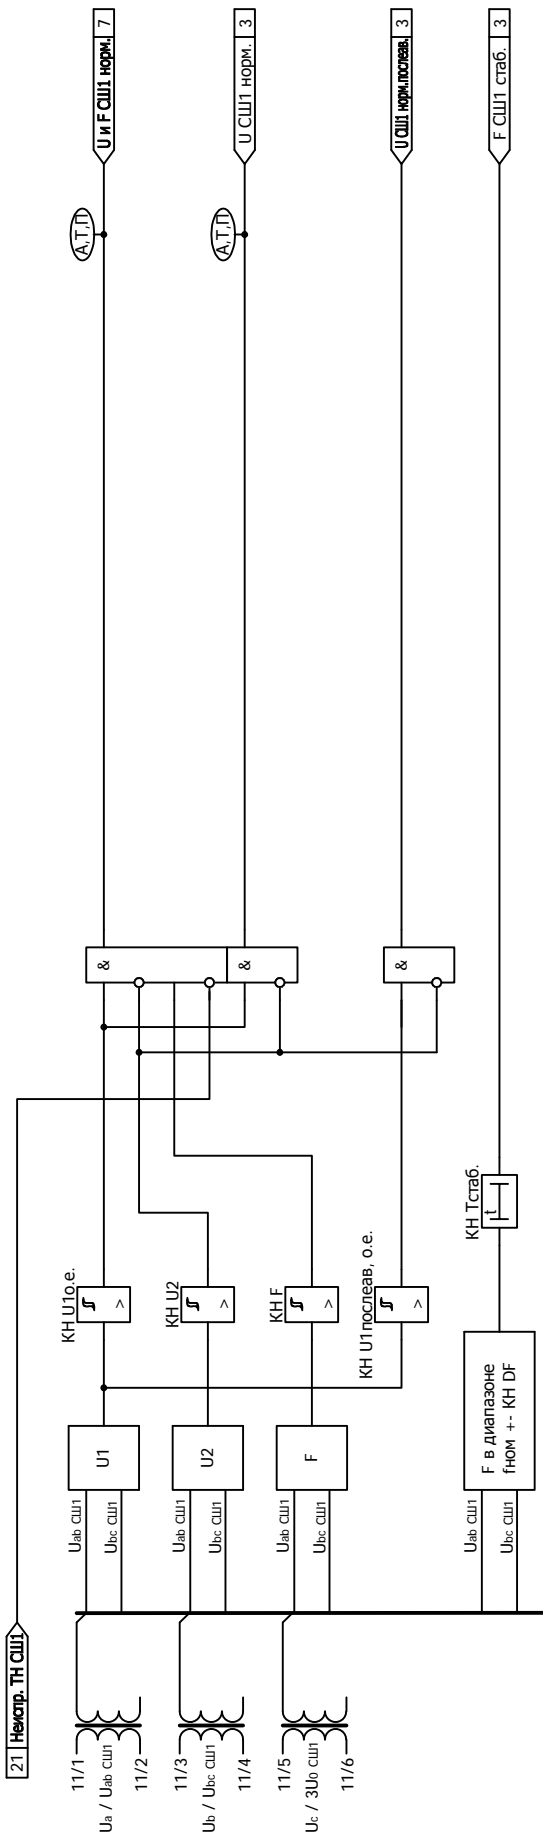 21 Неиспр. ТН СШ1
11/1
Ua / Uab СШ1
11/2
11/3
Ub / Ubc СШ1
11/4
11/5
Uc / 3U0 СШ1
11/6
Uab СШ1
Ubc СШ1
U1
Uab СШ1
Ubc СШ1
U2
Uab СШ1
Ubc СШ1
F
Uab СШ1
Ubc СШ1
F в диапазоне
fном +- КН DF
КН U1о.е.
>
КН U2
>
КН F
>
КН U1послеав, о.е.
>
КН Тстаб.
t
&
&
&
А,Т,П
А,Т,П
U и F СШ1 норм. 7
U СШ1 норм. 3
U СШ1 норм.послеав. 3
F СШ1 стаб. 3